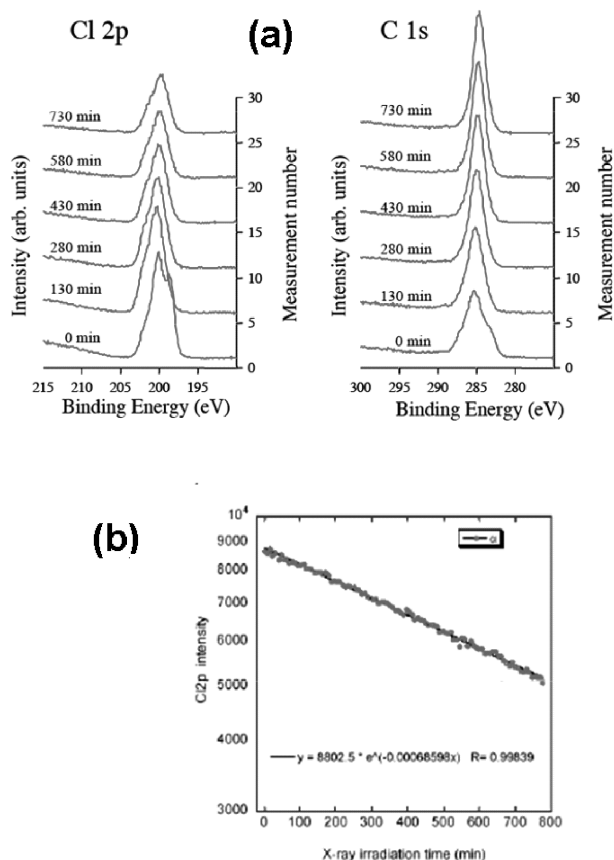 Cl 2p
(a)
C 1s
730 min
580 min
430 min
280 min
130 min
0 min
30
25
20
15
10
5
0
Intensity (arb. units)
Measurement number
215 210 205 200 195
Binding Energy (eV)
730 min
580 min
430 min
280 min
130 min
0 min
30
25
20
15
10
5
0
Intensity (arb. units)
Measurement number
300 295 290 285 280
Binding Energy (eV)
(b)
10⁴
9000
8000
7000
6000
5000
4000
3000
Cl2p intensity
y = 8802.5 * e^(-0.00068598x) R= 0.99839
0 100 200 300 400 500 600 700 800
X-ray irradiation time (min)